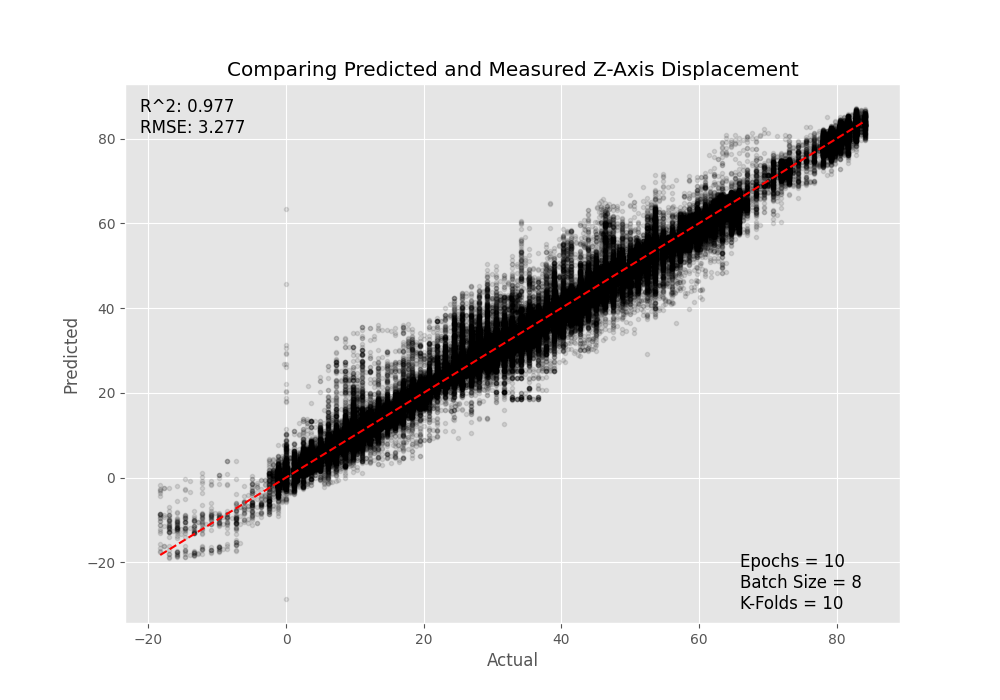 Comparing Predicted and Measured Z-Axis Displacement
R^2: 0.977
RMSE: 3.277
80
60
40
20
0
−20
Predicted
Epochs = 10
Batch Size = 8
K-Folds = 10
−20 0 20 40 60 80
Actual